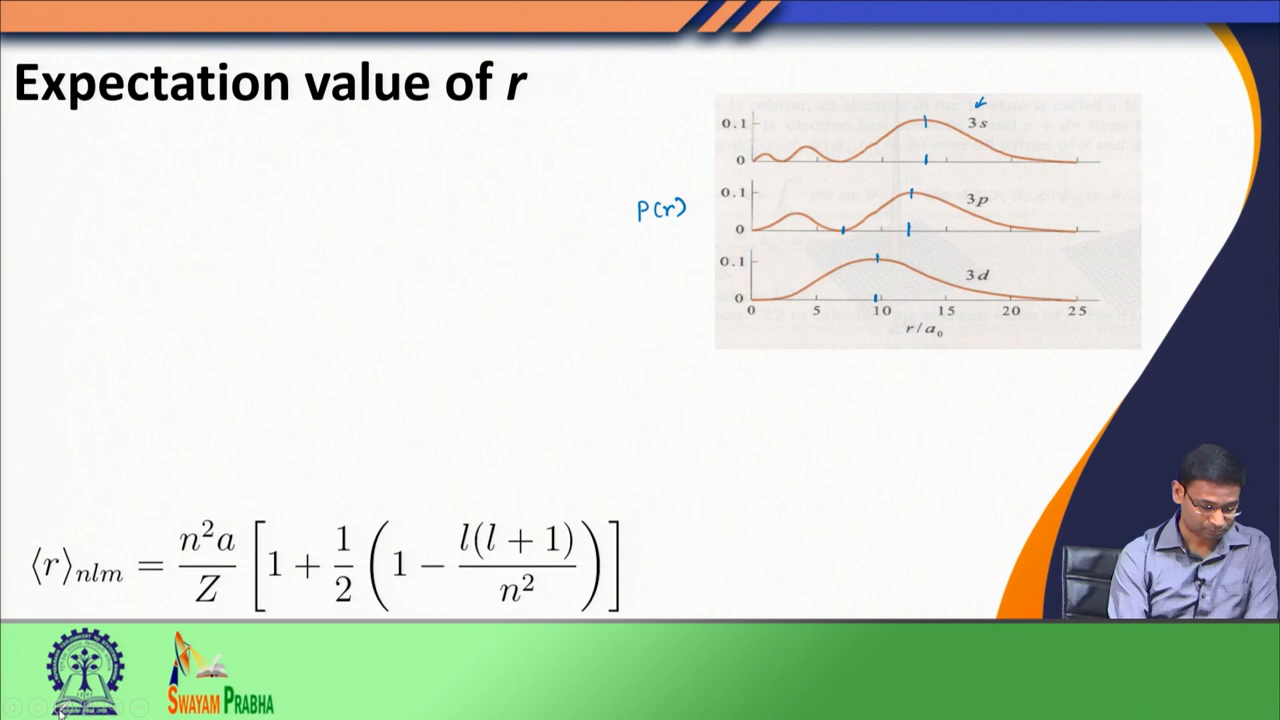 Expectation value of r
0.1
3s
0
P(r)
0.1
3p
0
0.1
3d
0
0 5 10 15 20 25
r/a₀
⟨r⟩ₙₗₘ = n²a/Z [1 + 1/2 (1 − l(l + 1)/n²)]
SWAYAM PRABHA